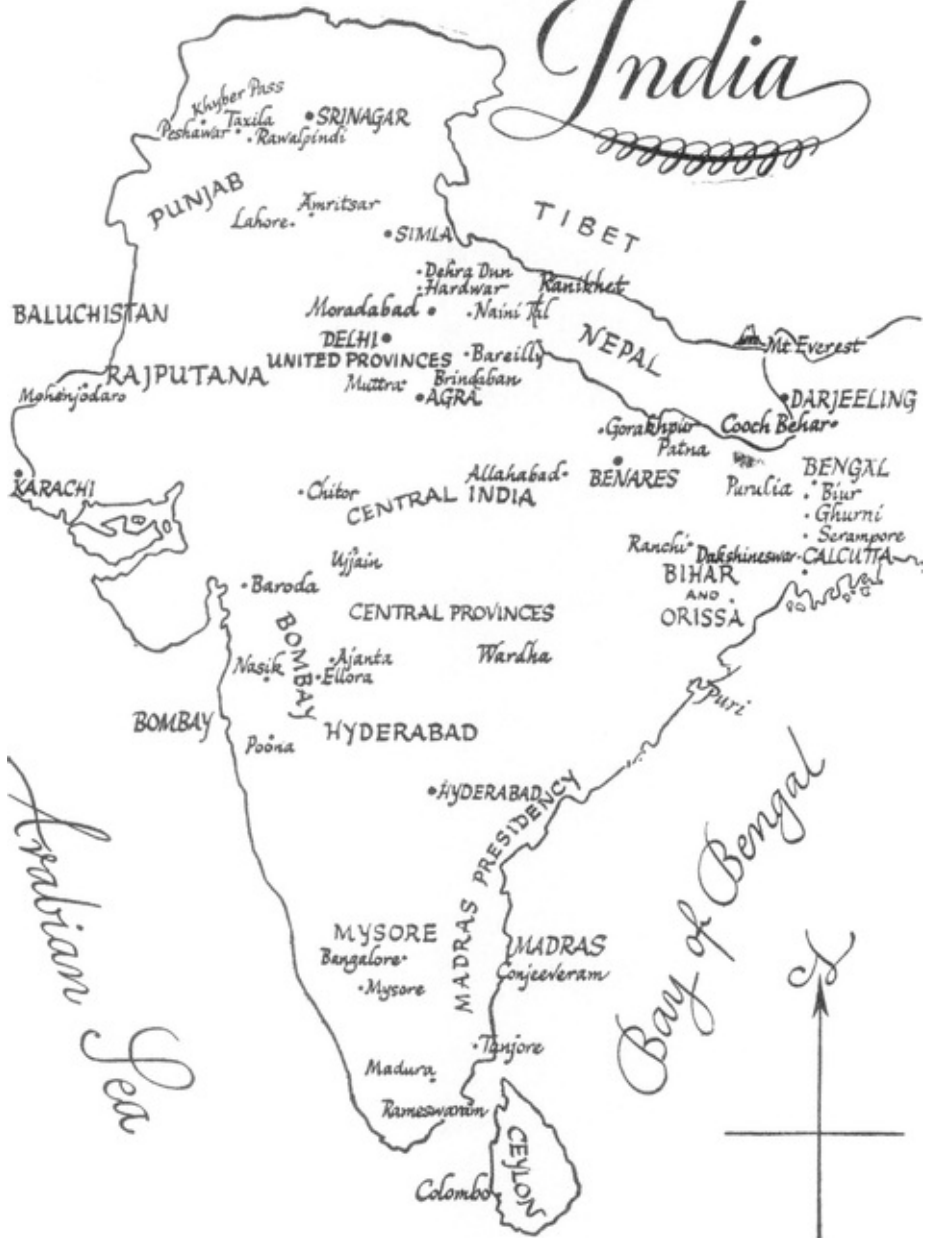 India
Khyber Pass
Taxila
Peshawar
Rawalpindi
SRINAGAR
PUNJAB
Amritsar
Lahore
TIBET
SIMLA
Dehra Dun
Hardwar
Ranikhet
BALUCHISTAN
Moradabad
Naini Tal
DELHI
NEPAL
Mt Everest
UNITED PROVINCES
Bareilly
RAJPUTANA
Muttra
Brindaban
AGRA
Mohenjodaro
DARJEELING
Gorakhpur
Cooch Behar
Patna
KARACHI
Chitor
Allahabad
BENARES
BENGAL
CENTRAL INDIA
Purulia
Biur
Ghurni
Serampore
Ranchi
Dakshineswar
CALCUTTA
Ujjain
BIHAR
AND
ORISSA
Baroda
CENTRAL PROVINCES
BOMBAY
Nasik
Ajanta
Ellora
Wardha
Puri
BOMBAY
Poona
HYDERABAD
HYDERABAD
MADRAS PRESIDENCY
Arabian Sea
Bay of Bengal
MYSORE
Bangalore
Mysore
MADRAS
Conjeeveram
N
Tanjore
Madura
Rameswaram
CEYLON
Colombo